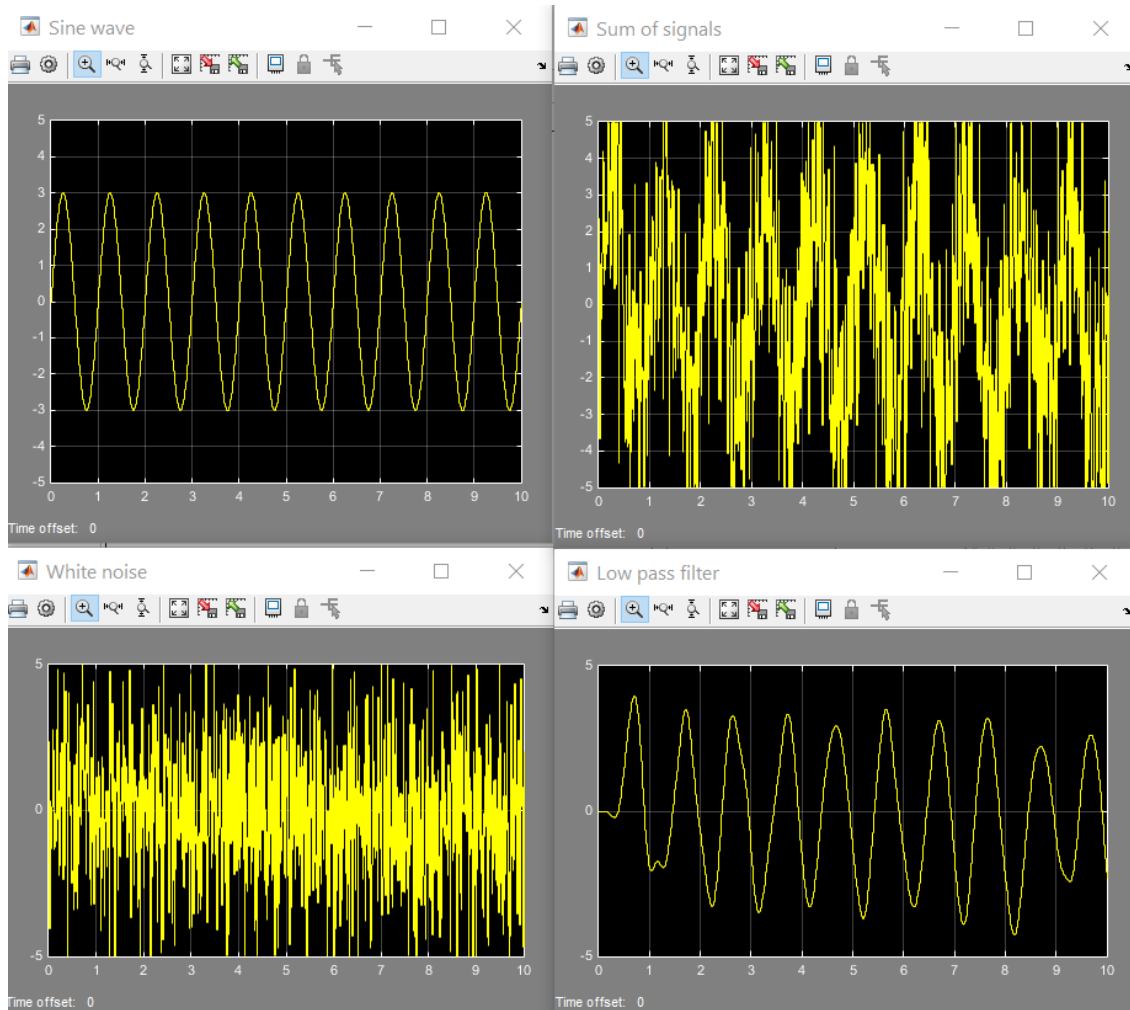 Sine wave
5
4
3
2
1
0
-1
-2
-3
-4
-5
0 1 2 3 4 5 6 7 8 9 10
Time offset: 0
Sum of signals
5
4
3
2
1
0
-1
-2
-3
-4
-5
0 1 2 3 4 5 6 7 8 9 10
Time offset: 0
White noise
5
0
-5
0 1 2 3 4 5 6 7 8 9 10
Time offset: 0
Low pass filter
5
0
-5
0 1 2 3 4 5 6 7 8 9 10
Time offset: 0